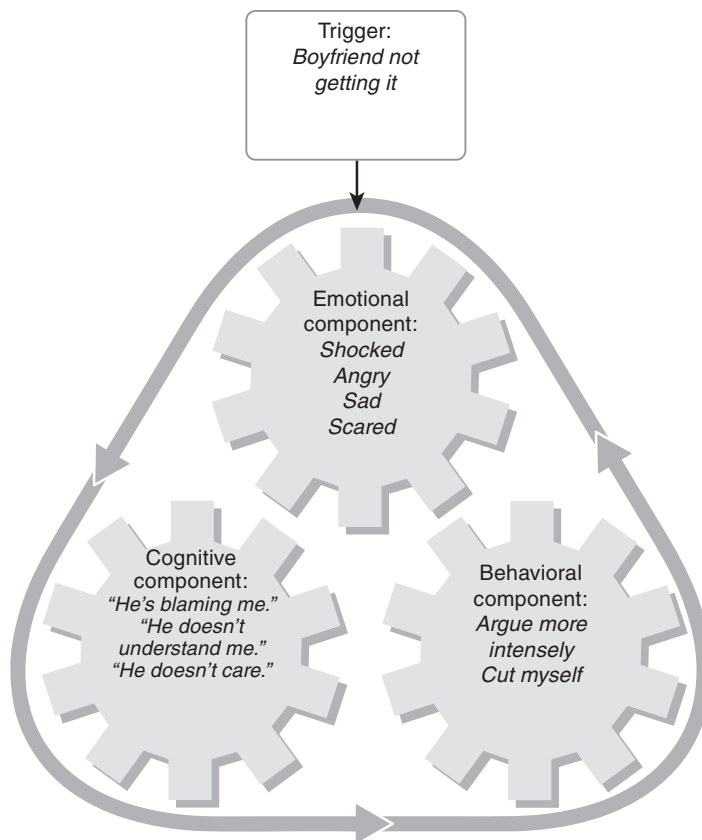 Trigger:
Boyfriend not
getting it
Emotional
component:
Shocked
Angry
Sad
Scared
Cognitive
component:
“He’s blaming me.”
“He doesn’t
understand me.”
“He doesn’t care.”
Behavioral
component:
Argue more
intensely
Cut myself